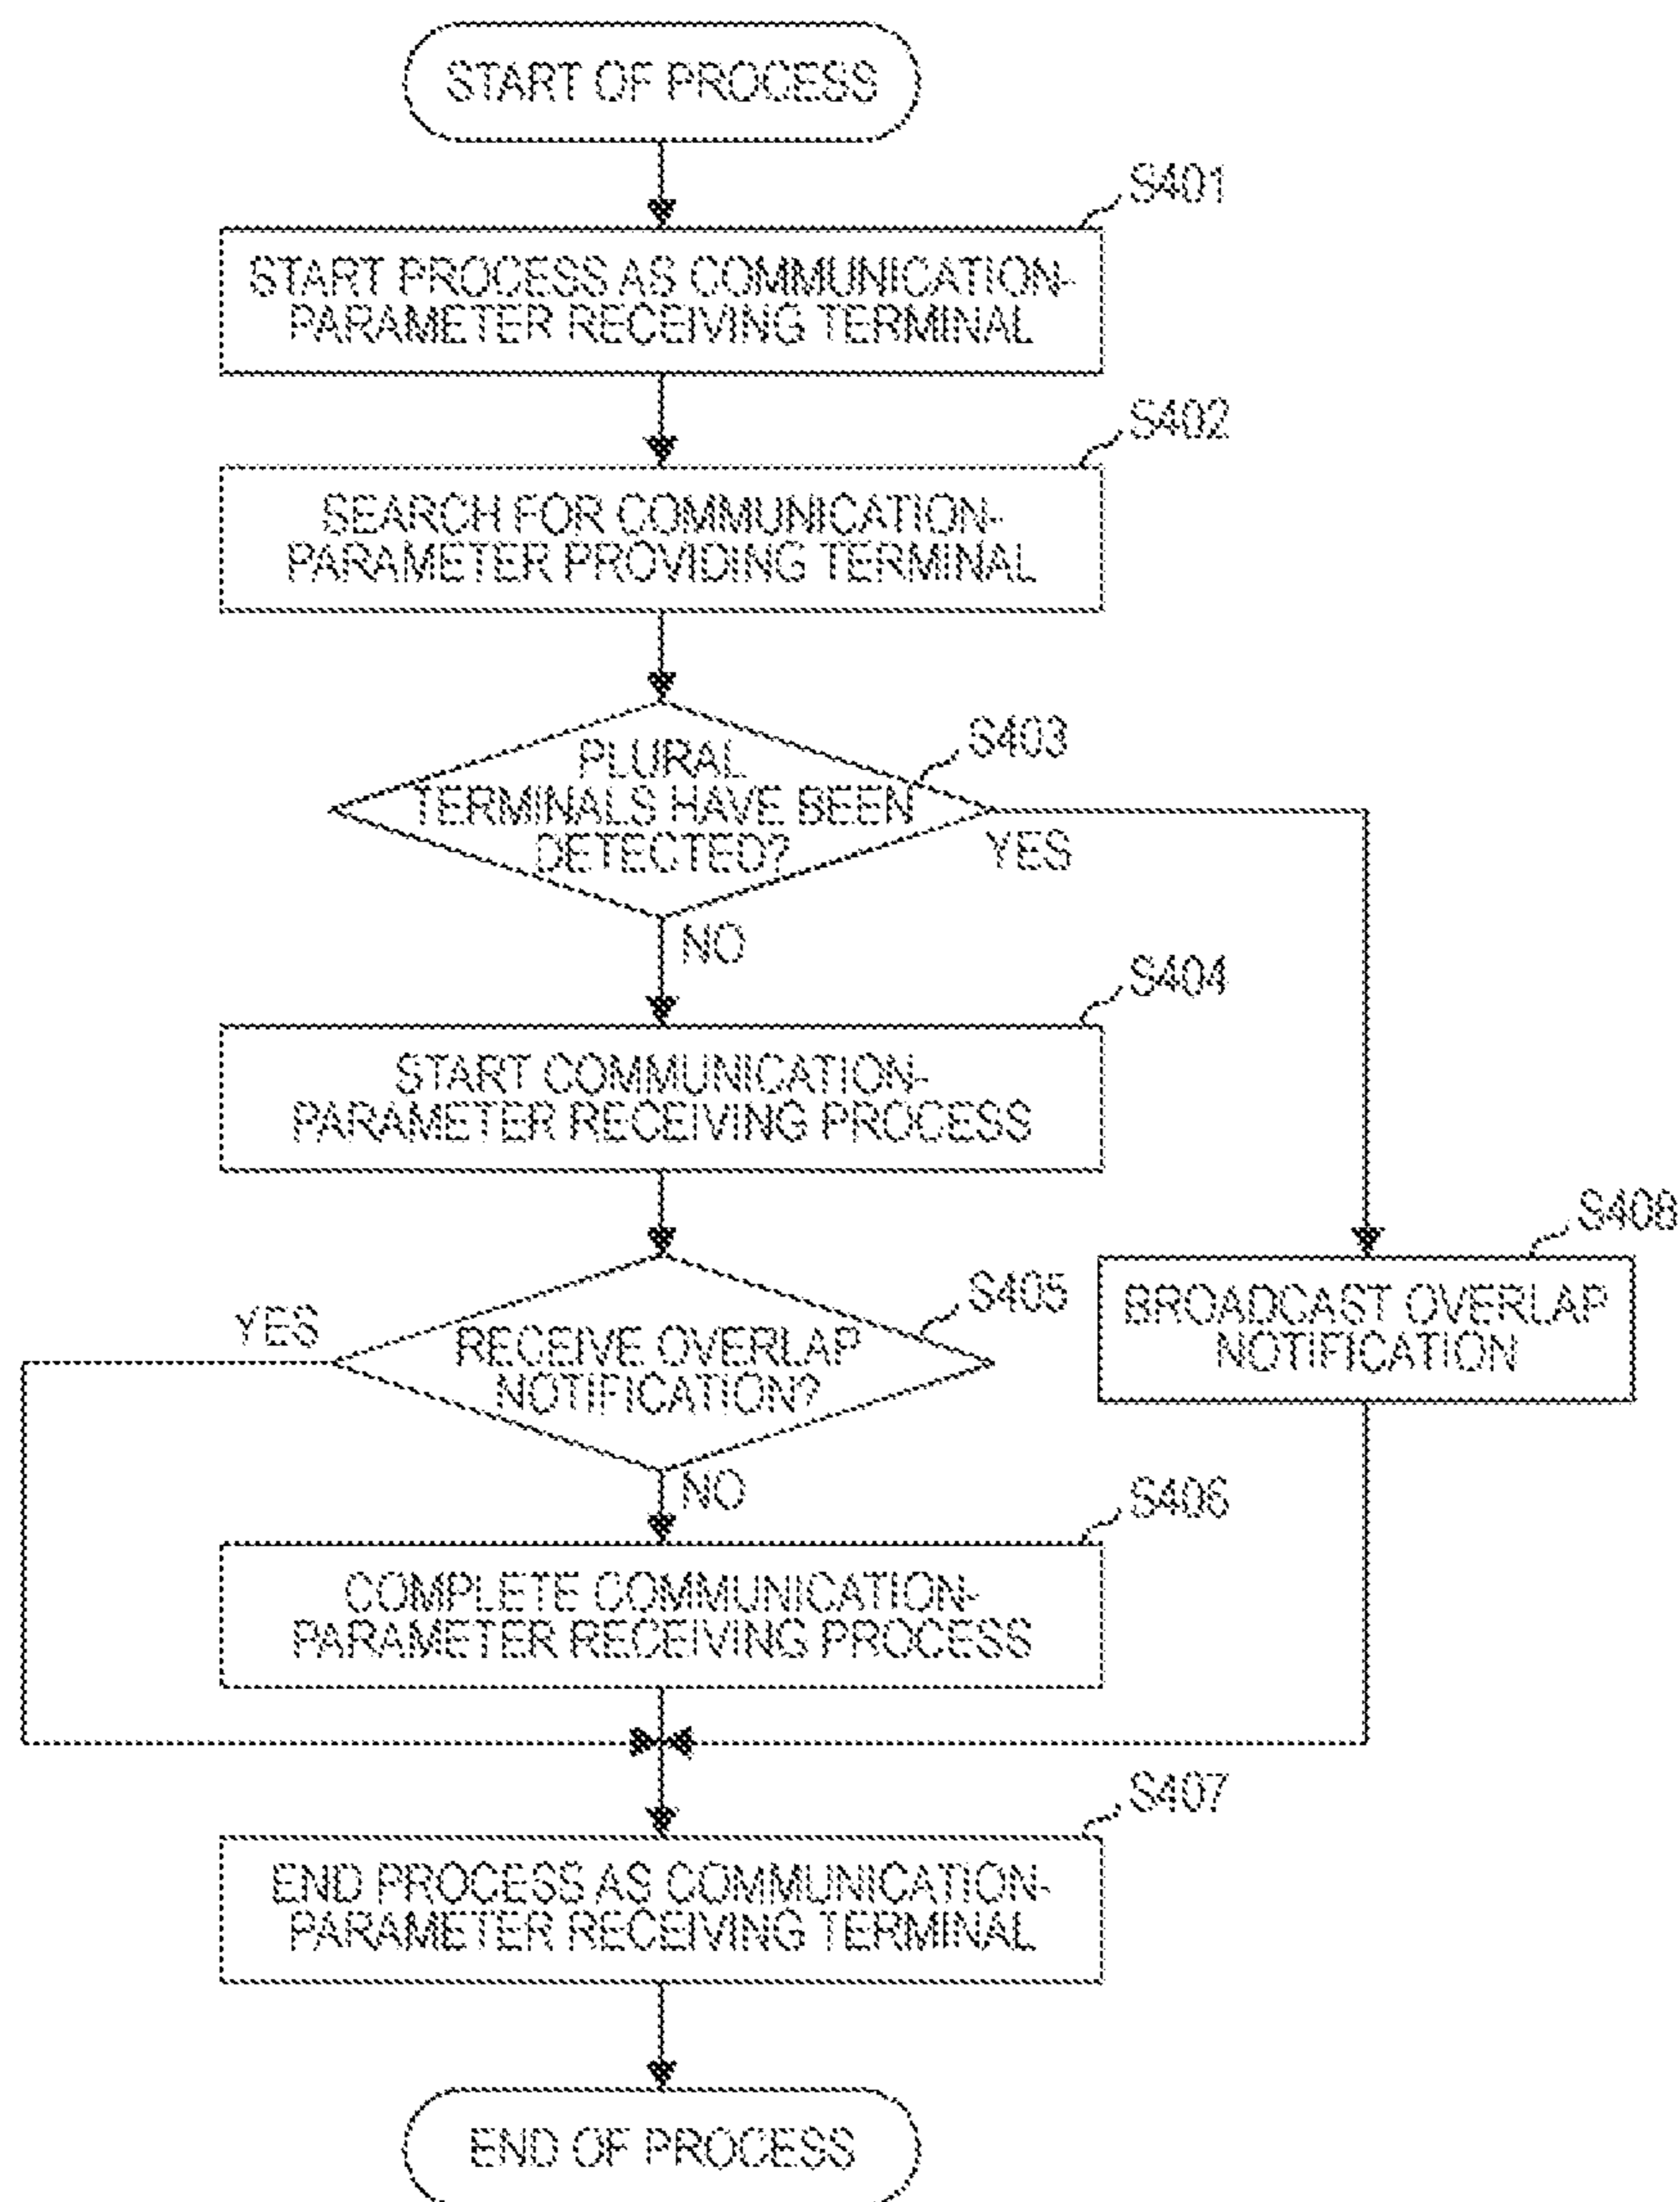 START OF PROCESS
S401
START PROCESS AS COMMUNICATION-
PARAMETER RECEIVING TERMINAL
S402
SEARCH FOR COMMUNICATION-
PARAMETER PROVIDING TERMINAL
S403
PLURAL
TERMINALS HAVE BEEN
DETECTED?
YES
NO
S404
START COMMUNICATION-
PARAMETER RECEIVING PROCESS
S405
YES
RECEIVE OVERLAP
NOTIFICATION?
NO
S408
BROADCAST OVERLAP
NOTIFICATION
S406
COMPLETE COMMUNICATION-
PARAMETER RECEIVING PROCESS
S407
END PROCESS AS COMMUNICATION-
PARAMETER RECEIVING TERMINAL
END OF PROCESS